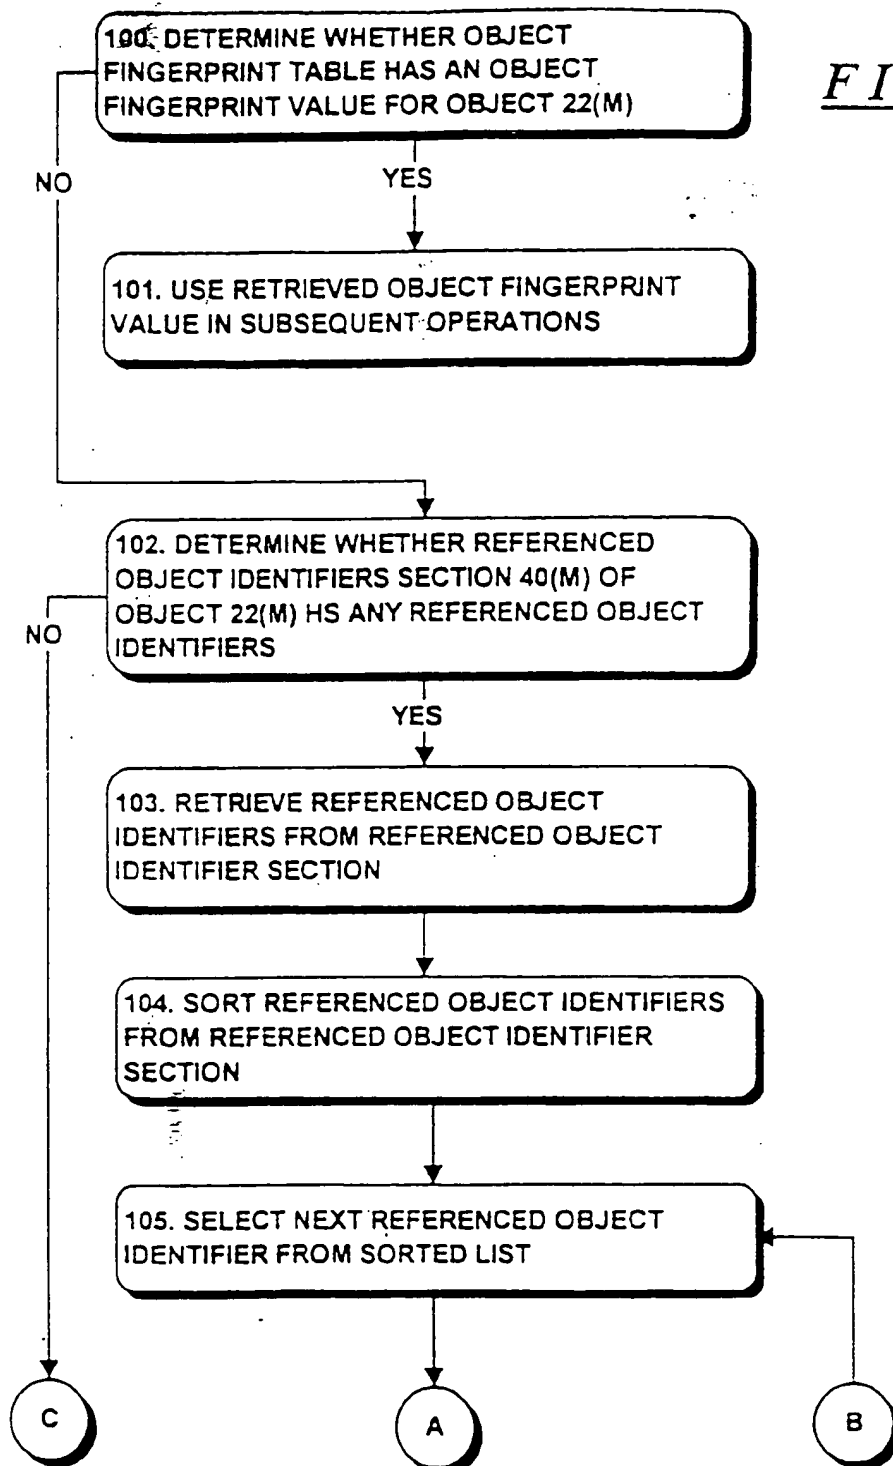 100. DETERMINE WHETHER OBJECT
FINGERPRINT TABLE HAS AN OBJECT
FINGERPRINT VALUE FOR OBJECT 22(M)
F I
NO
YES
101. USE RETRIEVED OBJECT FINGERPRINT
VALUE IN SUBSEQUENT OPERATIONS
102. DETERMINE WHETHER REFERENCED
OBJECT IDENTIFIERS SECTION 40(M) OF
OBJECT 22(M) HS ANY REFERENCED OBJECT
IDENTIFIERS
NO
YES
103. RETRIEVE REFERENCED OBJECT
IDENTIFIERS FROM REFERENCED OBJECT
IDENTIFIER SECTION
104. SORT REFERENCED OBJECT IDENTIFIERS
FROM REFERENCED OBJECT IDENTIFIER
SECTION
105. SELECT NEXT REFERENCED OBJECT
IDENTIFIER FROM SORTED LIST
C
A
B